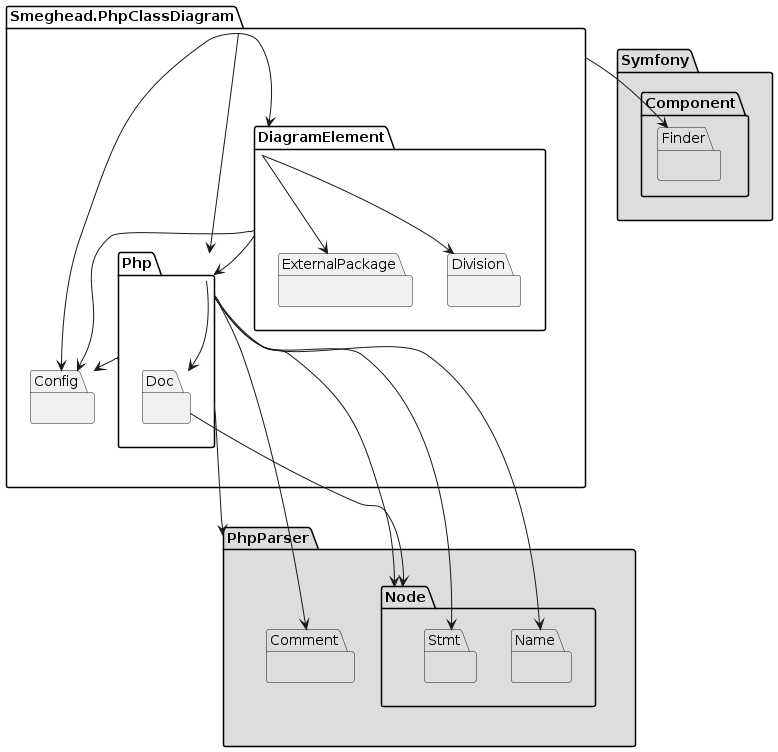 Smeghead.PhpClassDiagram
Symfony
Component
Finder
DiagramElement
ExternalPackage
Division
Php
Config
Doc
PhpParser
Node
Comment
Stmt
Name